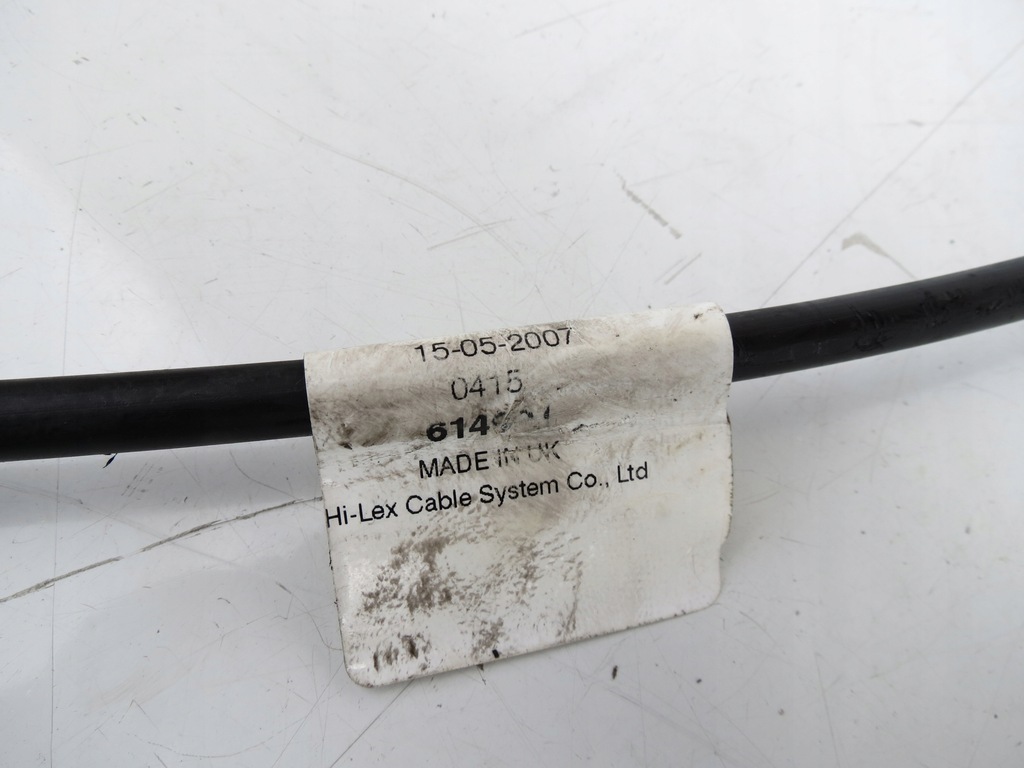 15-05-2007
0415
MADE IN UK
Hi-Lex Cable System Co., Ltd